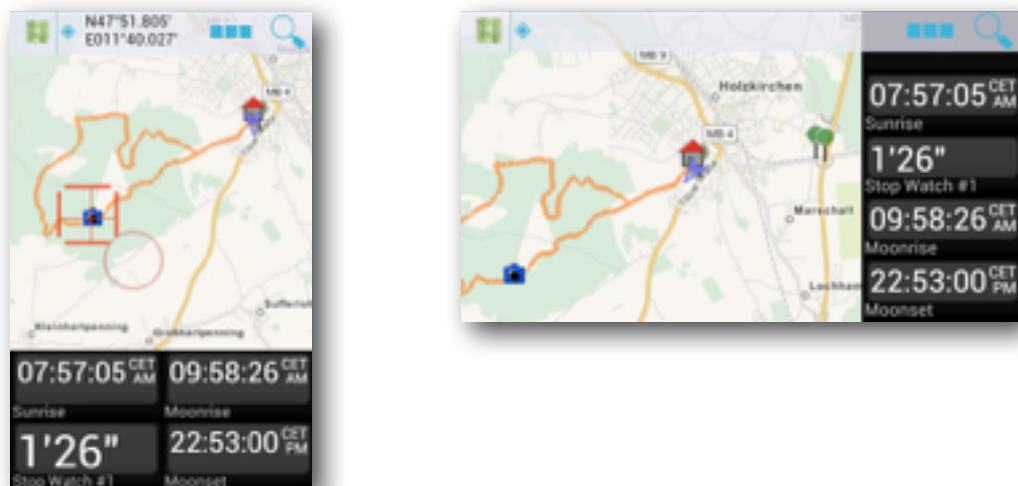 N47°51.805'
E011°40.027'
MB 4
Kleinhartpenning
Großhartpenning
07:57:05 CET AM
Sunrise
09:58:26 CET AM
Moonrise
1'26"
Stop Watch #1
22:53:00 CET PM
Moonset
MB 9
Holzkirchen
MB 4
Marschall
07:57:05 CET AM
Sunrise
1'26"
Stop Watch #1
09:58:26 CET AM
Moonrise
22:53:00 CET PM
Moonset